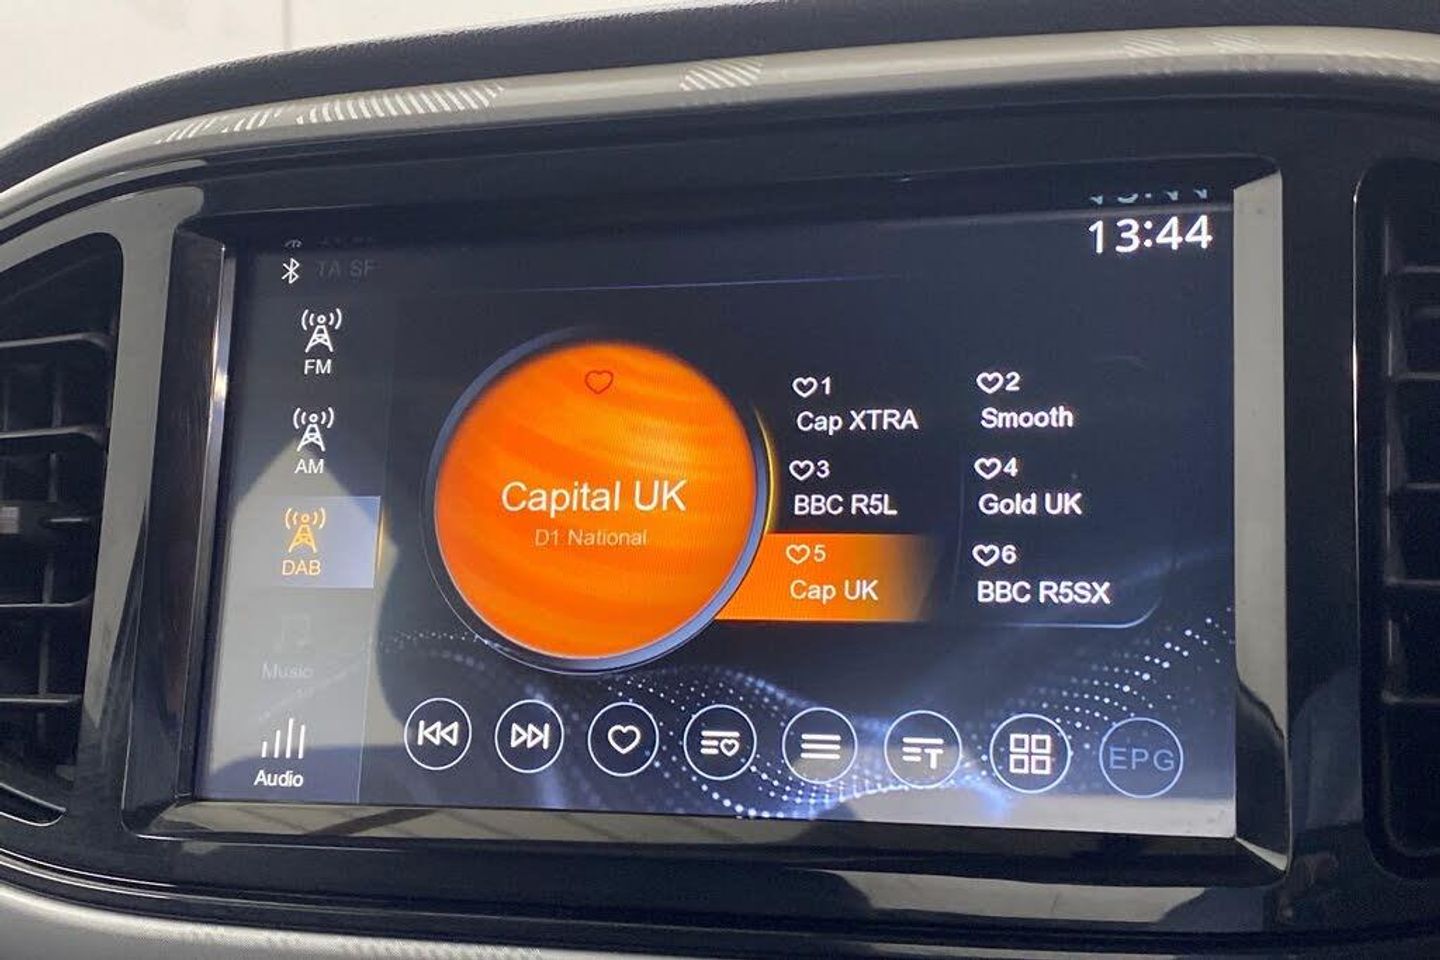 13:44
TA SF
FM
AM
DAB
Music
Audio
Capital UK
D1 National
1
Cap XTRA
2
Smooth
3
BBC R5L
4
Gold UK
5
Cap UK
6
BBC R5SX
T
EPG